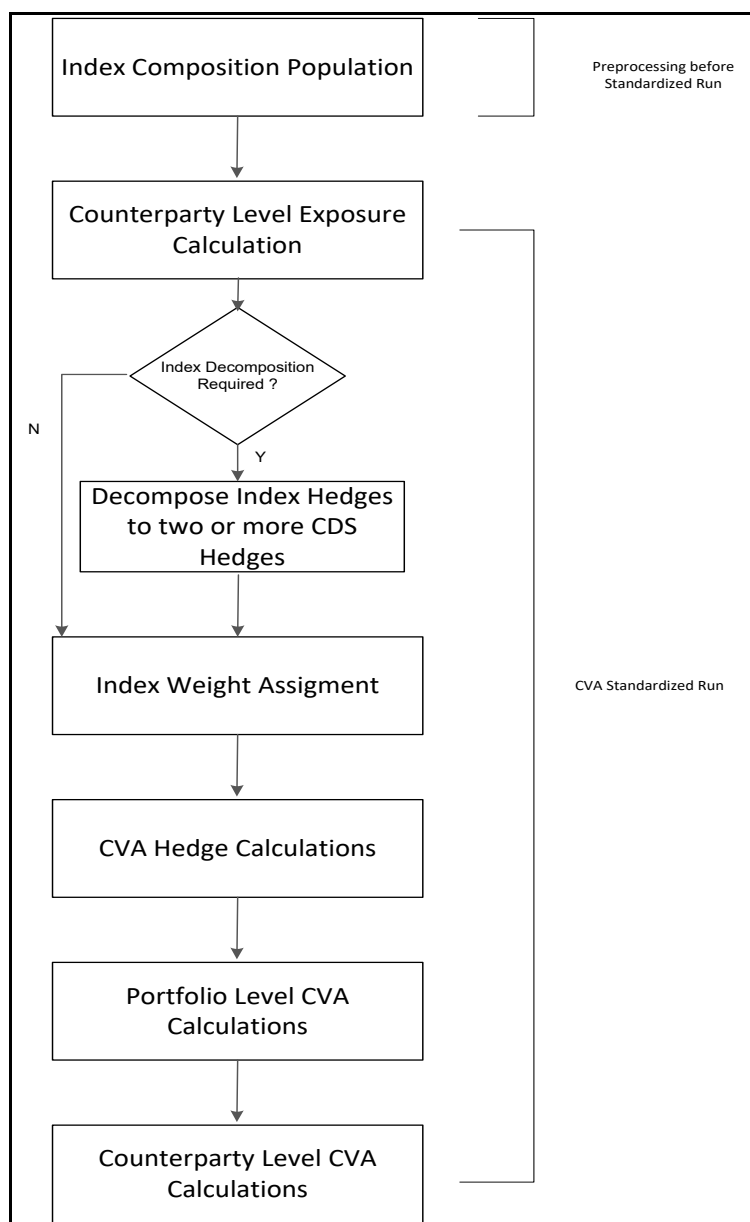 Index Composition Population
Preprocessing before
Standardized Run
Counterparty Level Exposure
Calculation
Index Decomposition
Required ?
N
Y
Decompose Index Hedges
to two or more CDS
Hedges
Index Weight Assigment
CVA Standardized Run
CVA Hedge Calculations
Portfolio Level CVA
Calculations
Counterparty Level CVA
Calculations